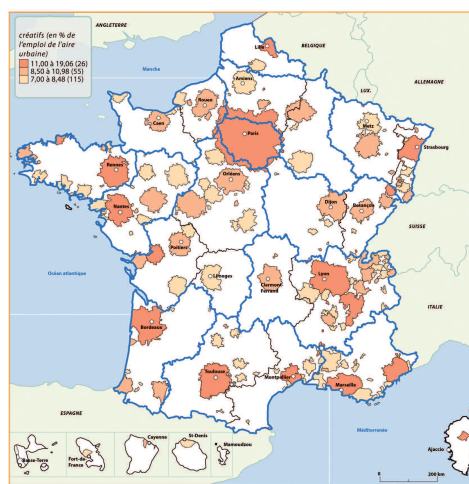 ANGLETERRE
créatifs (en % de
l'emploi de l'aire
urbaine)
11,00 à 19,06 (26)
8,50 à 10,98 (55)
7,00 à 8,48 (115)
BELGIQUE
Lille
Manche
Amiens
ALLEMAGNE
LUX.
Rouen
Caen
Metz
Paris
Strasbourg
Rennes
Orléans
Nantes
Dijon
Besançon
SUISSE
Poitiers
Océan atlantique
Limoges
Clermont
Ferrand
Lyon
ITALIE
Bordeaux
Toulouse
Montpellier
Marseille
ESPAGNE
Méditerranée
Cayenne
St-Denis
Mamoudzou
Basse-Terre
Fort-de
France
Ajaccio
0
200 km